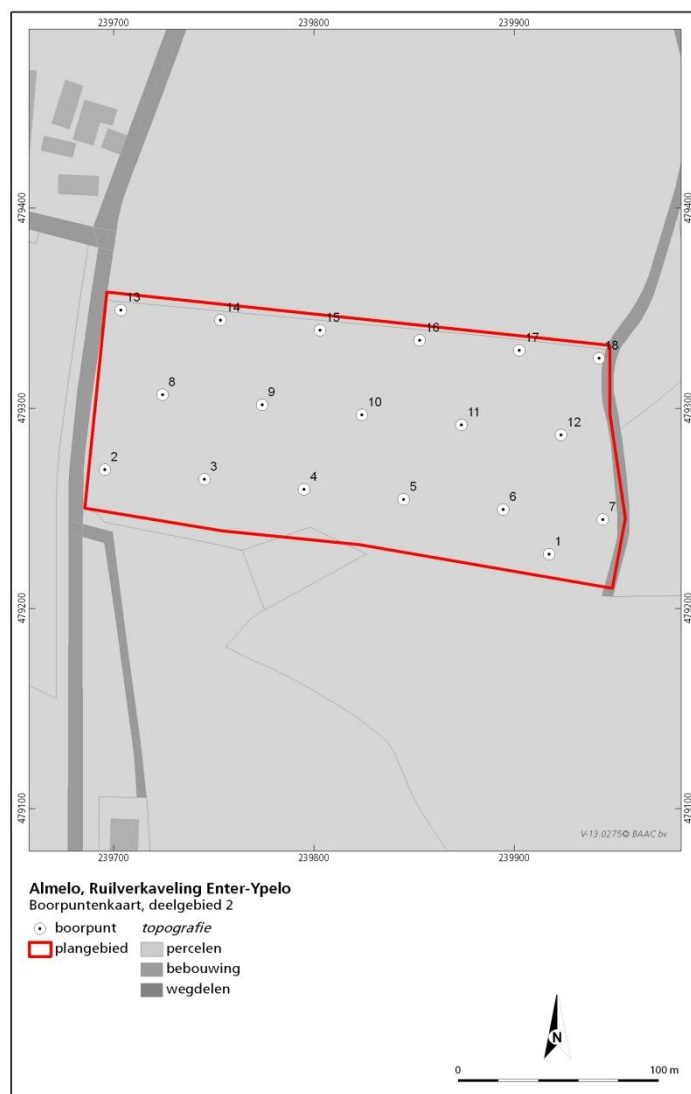 239700 239800 239900
479400 479400
13
14
15
16
17
18
8
9
10
11
12
479300 479300
2
3
4
5
6
7
1
479200 479200
479100 479100
V-13.0275© BAAC bv
239700 239800 239900
Almelo, Ruilverkaveling Enter-Ypelo
Boorpuntenkaart, deelgebied 2
boorpunt topografie
plangebied percelen
bebouwing
wegdelen
N
0 100 m